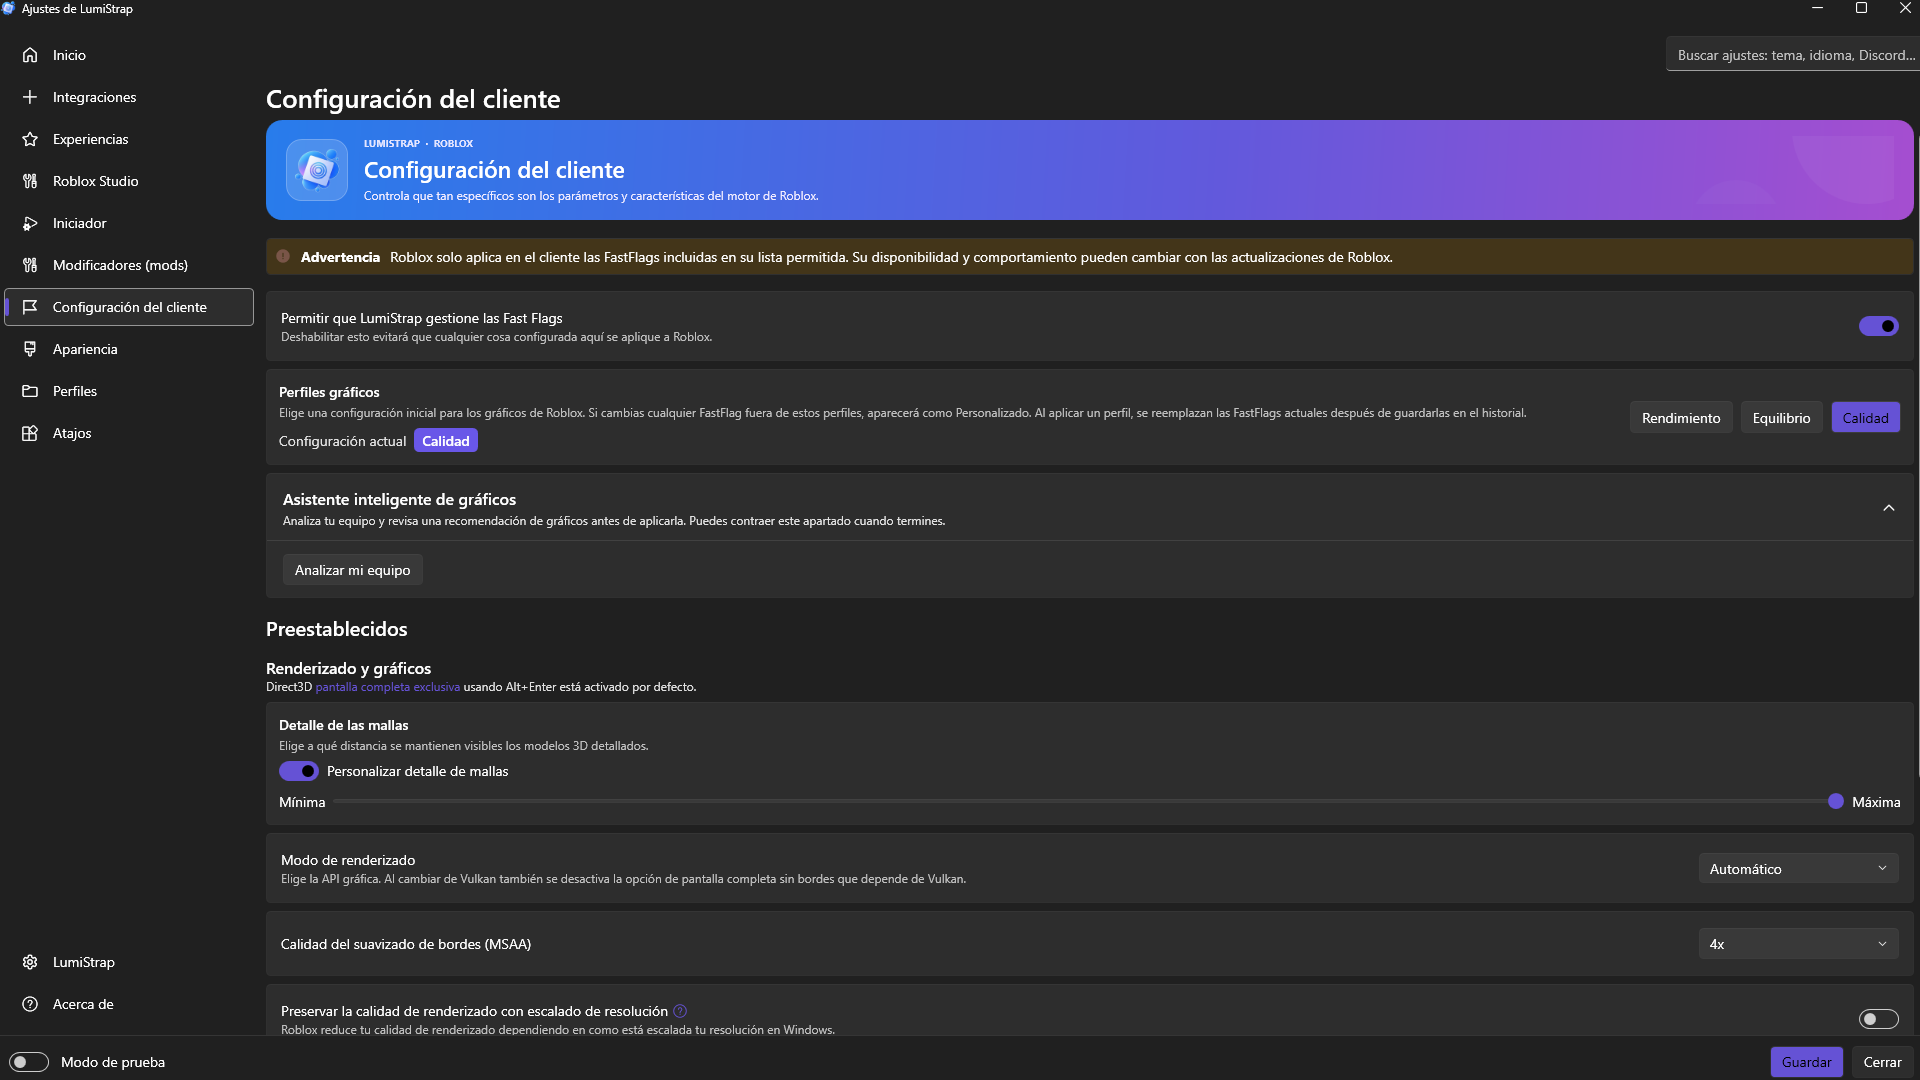 Ajustes de LumiStrap
Buscar ajustes: tema, idioma, Discord...
Inicio
Integraciones
Experiencias
Roblox Studio
Iniciador
Modificadores (mods)
Configuración del cliente
Apariencia
Perfiles
Atajos
LumiStrap
Acerca de
Modo de prueba
Configuración del cliente
LUMISTRAP · ROBLOX
Configuración del cliente
Controla que tan específicos son los parámetros y características del motor de Roblox.
Advertencia Roblox solo aplica en el cliente las FastFlags incluidas en su lista permitida. Su disponibilidad y comportamiento pueden cambiar con las actualizaciones de Roblox.
Permitir que LumiStrap gestione las Fast Flags
Deshabilitar esto evitará que cualquier cosa configurada aquí se aplique a Roblox.
Perfiles gráficos
Elige una configuración inicial para los gráficos de Roblox. Si cambias cualquier FastFlag fuera de estos perfiles, aparecerá como Personalizado. Al aplicar un perfil, se reemplazan las FastFlags actuales después de guardarlas en el historial.
Configuración actual Calidad
Rendimiento Equilibrio Calidad
Asistente inteligente de gráficos
Analiza tu equipo y revisa una recomendación de gráficos antes de aplicarla. Puedes contraer este apartado cuando termines.
Analizar mi equipo
Preestablecidos
Renderizado y gráficos
Direct3D pantalla completa exclusiva usando Alt+Enter está activado por defecto.
Detalle de las mallas
Elige a qué distancia se mantienen visibles los modelos 3D detallados.
Personalizar detalle de mallas
Mínima Máxima
Modo de renderizado
Elige la API gráfica. Al cambiar de Vulkan también se desactiva la opción de pantalla completa sin bordes que depende de Vulkan.
Automático
Calidad del suavizado de bordes (MSAA)
4x
Preservar la calidad de renderizado con escalado de resolución ?
Roblox reduce tu calidad de renderizado dependiendo en como está escalada tu resolución en Windows.
Guardar Cerrar